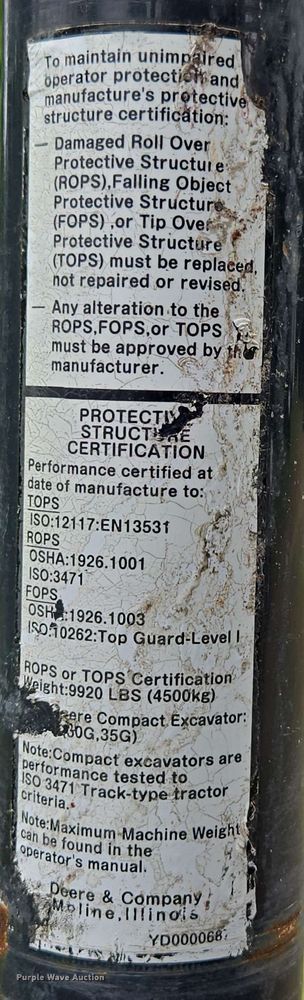 To maintain unimpaired
operator protection and
manufacture's protective
structure certification:
— Damaged Roll Over
Protective Structure
(ROPS),Falling Object
Protective Structure
(FOPS) ,or Tip Over
Protective Structure
(TOPS) must be replaced,
not repaired or revised.
— Any alteration to the
ROPS,FOPS,or TOPS
must be approved by the
manufacturer.
PROTECTIVE
STRUCTURE
CERTIFICATION
Performance certified at
date of manufacture to:
TOPS
ISO:12117:EN13531
ROPS
OSHA:1926.1001
ISO:3471
FOPS
OSHA:1926.1003
ISO:10262:Top Guard-Level I
ROPS or TOPS Certification
Weight:9920 LBS (4500kg)
Deere Compact Excavator:
0G,35G)
Note:Compact excavators are
performance tested to
ISO 3471 Track-type tractor
criteria.
Note:Maximum Machine Weight
can be found in the
operator's manual.
Deere & Company
Moline,Illinois
YD000068
Purple Wave Auction